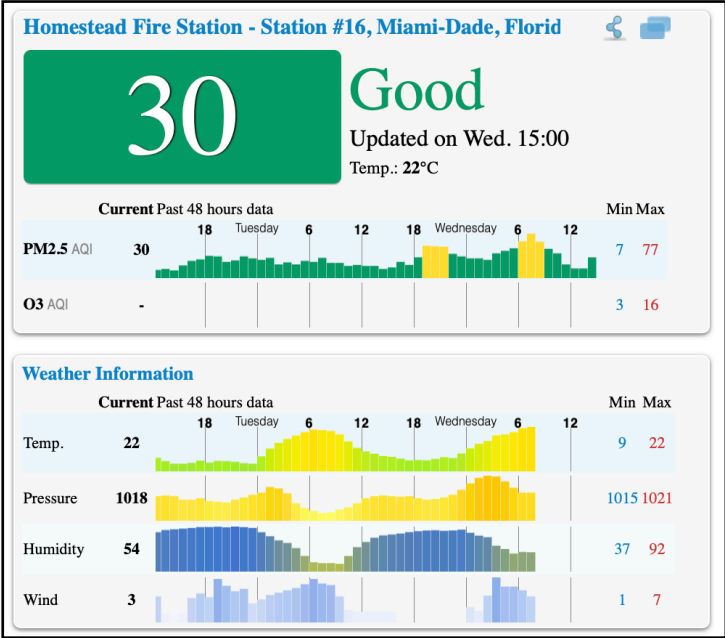 Homestead Fire Station - Station #16, Miami-Dade, Florid
30
Good
Updated on Wed. 15:00
Temp.: 22°C
Current Past 48 hours data Min Max
18 Tuesday 6 12 18 Wednesday 6 12
PM2.5 AQI 30 7 77
O3 AQI - 3 16
Weather Information
Current Past 48 hours data Min Max
18 Tuesday 6 12 18 Wednesday 6 12
Temp. 22 9 22
Pressure 1018 1015 1021
Humidity 54 37 92
Wind 3 1 7